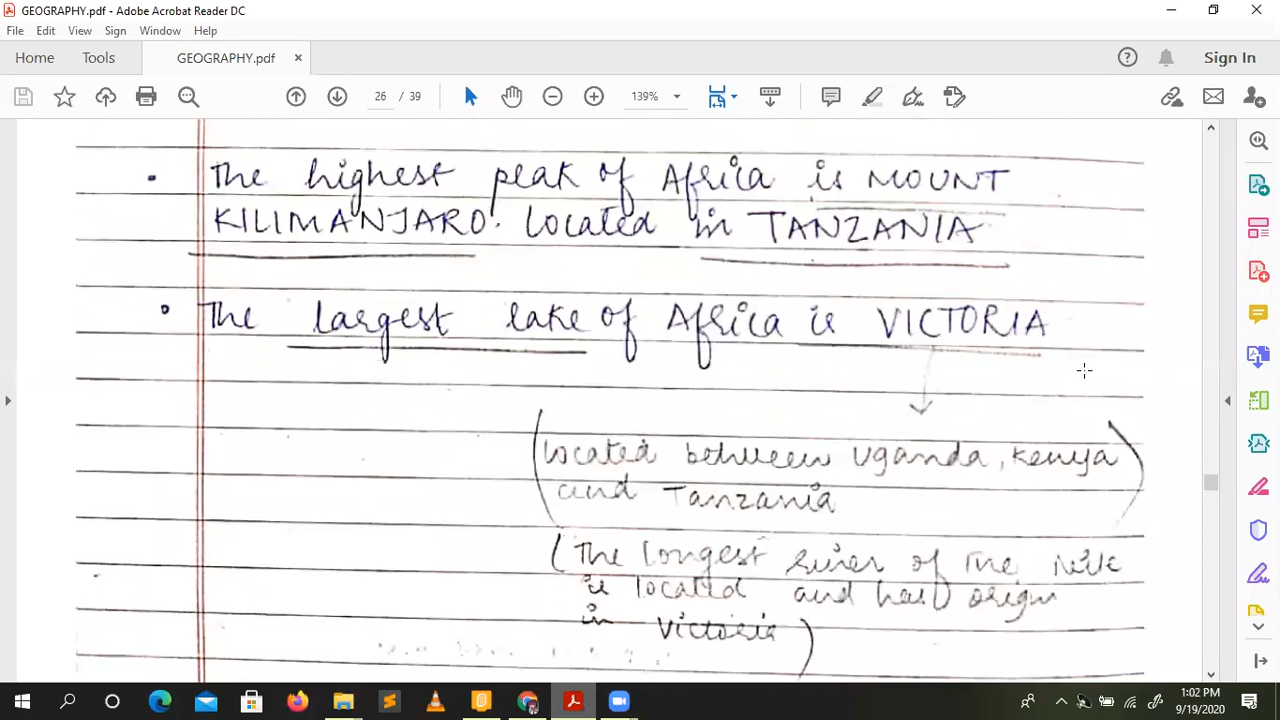 GEOGRAPHY.pdf - Adobe Acrobat Reader DC
File Edit View Sign Window Help
Home Tools GEOGRAPHY.pdf × Sign In
26 / 39 139%
• The highest peak of Africa is MOUNT
KILIMANJARO. located in TANZANIA
• The largest lake of Africa is VICTORIA
(located between Uganda, Kenya
and Tanzania)
(The longest river of the Nile
is located and has origin
in Victoria)
1:02 PM
9/19/2020